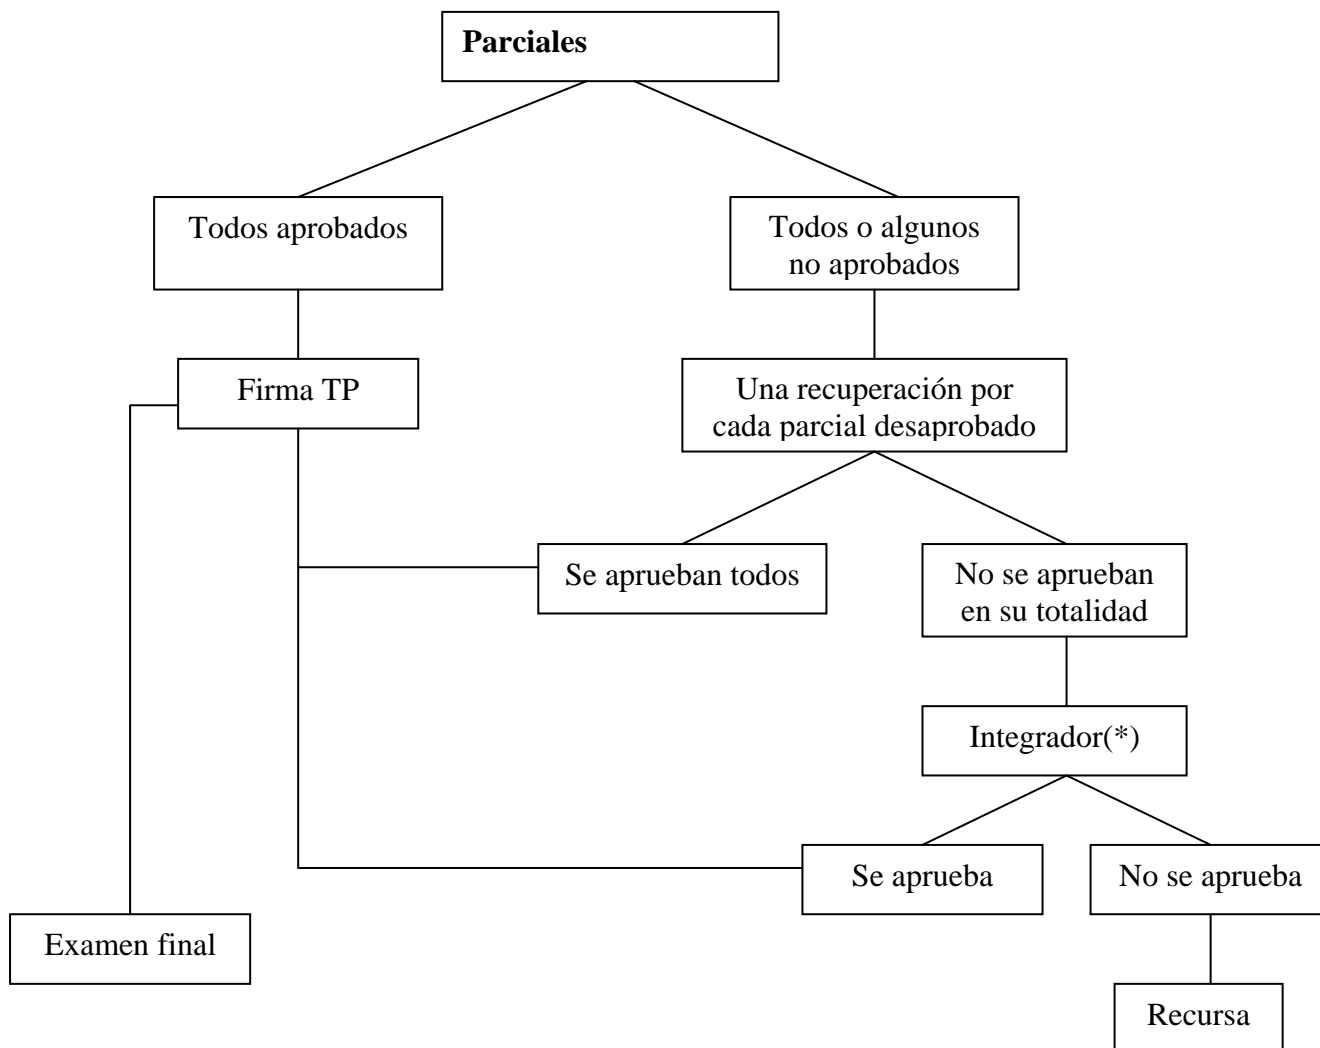 Parciales
Todos aprobados
Todos o algunos
no aprobados
Firma TP
Una recuperación por
cada parcial desaprobado
Se aprueban todos
No se aprueban
en su totalidad
Integrador(*)
Se aprueba
No se aprueba
Examen final
Recursa